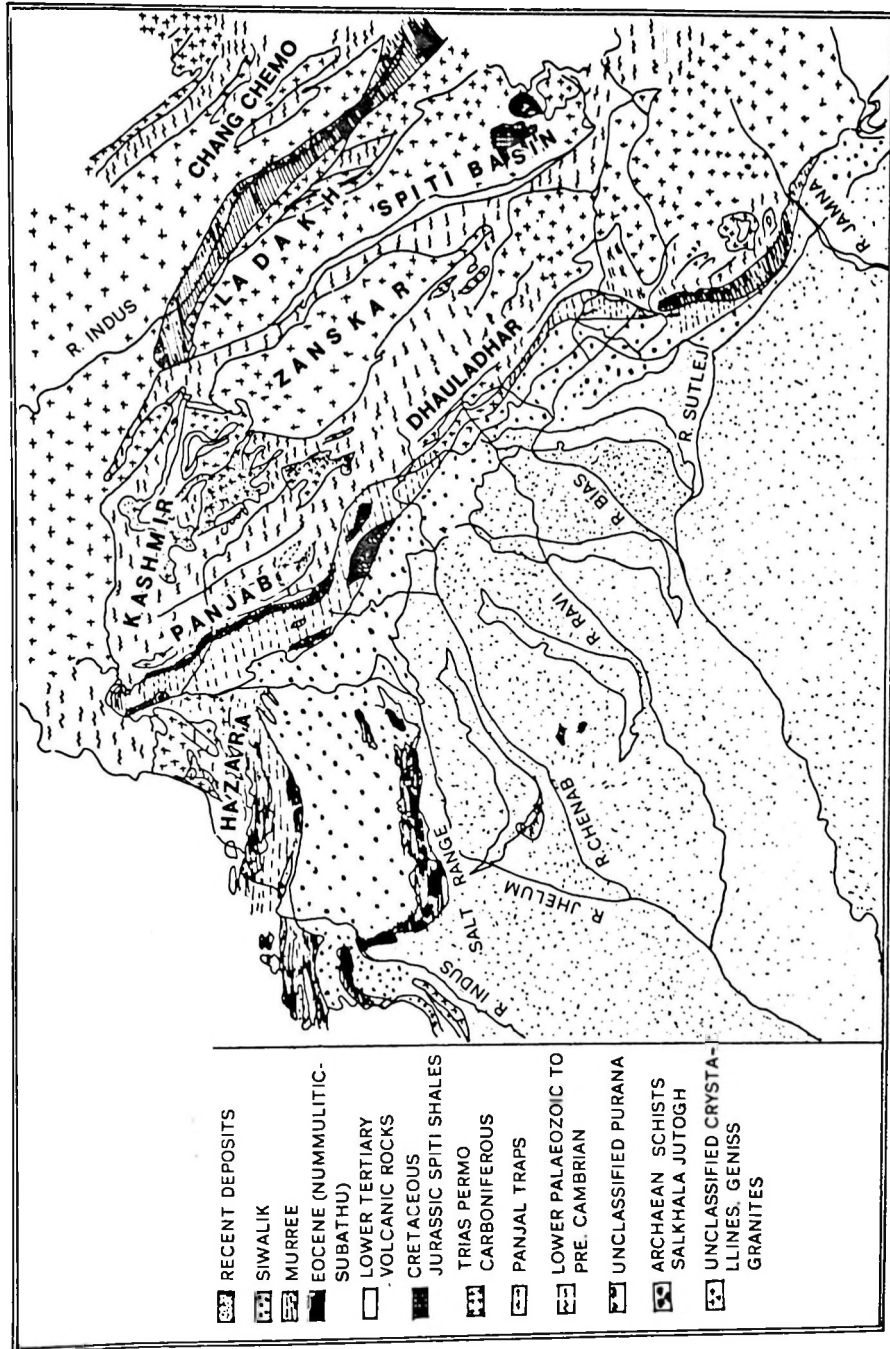 CHANG CHEMO
R. INDUS
LADAKH
SPITI BASIN
ZANSKAR
KASHMIR
PANJAB
DHAULADHAR
R JAMNA
R SUTLEJ
R BIAS
R RAVI
HAZAVRA
R CHENAB
SALT RANGE
R JHELUM
R INDUS
RECENT DEPOSITS
SIWALIK
MURREE
EOCENE (NUMMULITIC-
SUBATHU)
LOWER TERTIARY
VOLCANIC ROCKS
CRETACEOUS
JURASSIC SPITI SHALES
TRIAS PERMO
CARBONIFEROUS
PANJAL TRAPS
LOWER PALAEOZOIC TO
PRE. CAMBRIAN
UNCLASSIFIED PURANA
ARCHAEAN SCHISTS
SALKHALA JUTOGH
UNCLASSIFIED CRYSTA-
LLINES. GENISS
GRANITES